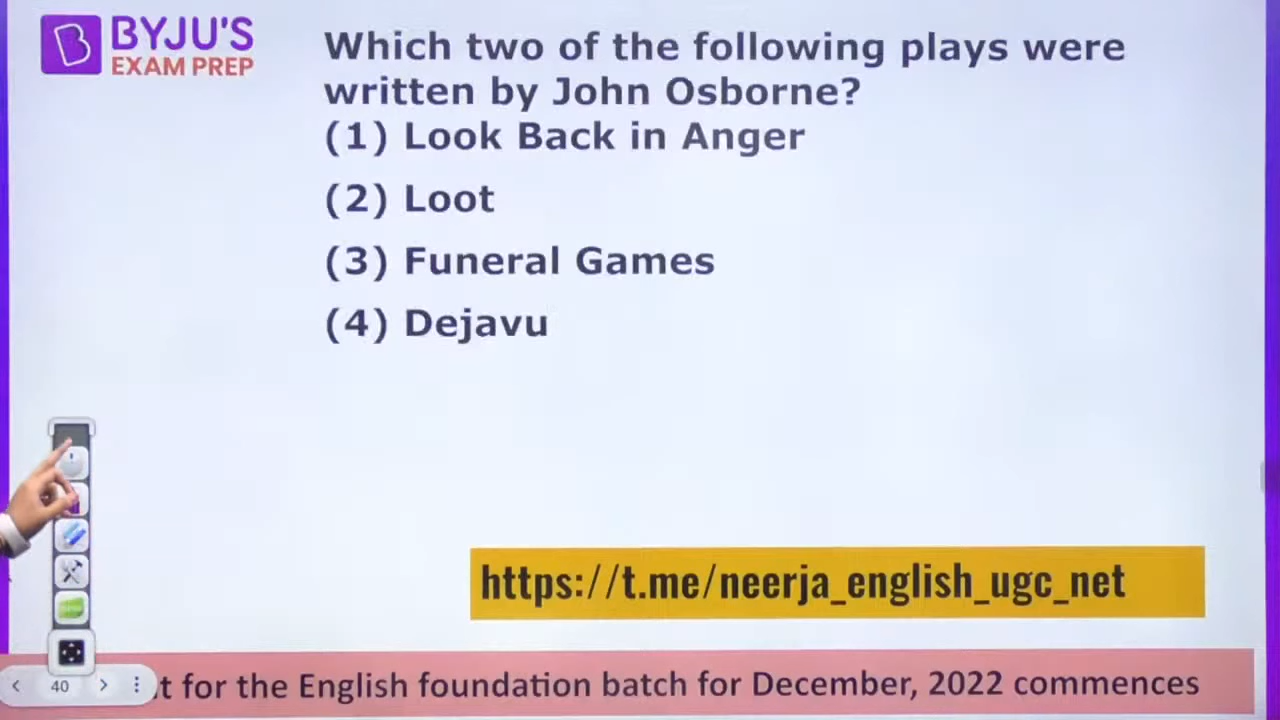 BYJU'S
EXAM PREP
Which two of the following plays were
written by John Osborne?
(1) Look Back in Anger
(2) Loot
(3) Funeral Games
(4) Dejavu
https://t.me/neerja_english_ugc_net
40
t for the English foundation batch for December, 2022 commences